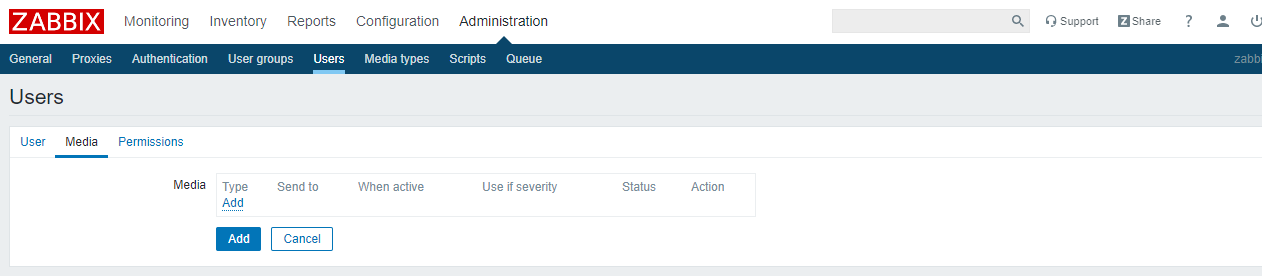 ZABBIX Monitoring Inventory Reports Configuration Administration Support Z Share ?
General Proxies Authentication User groups Users Media types Scripts Queue
Users
User Media Permissions
Media Type Send to When active Use if severity Status Action
Add
Add Cancel